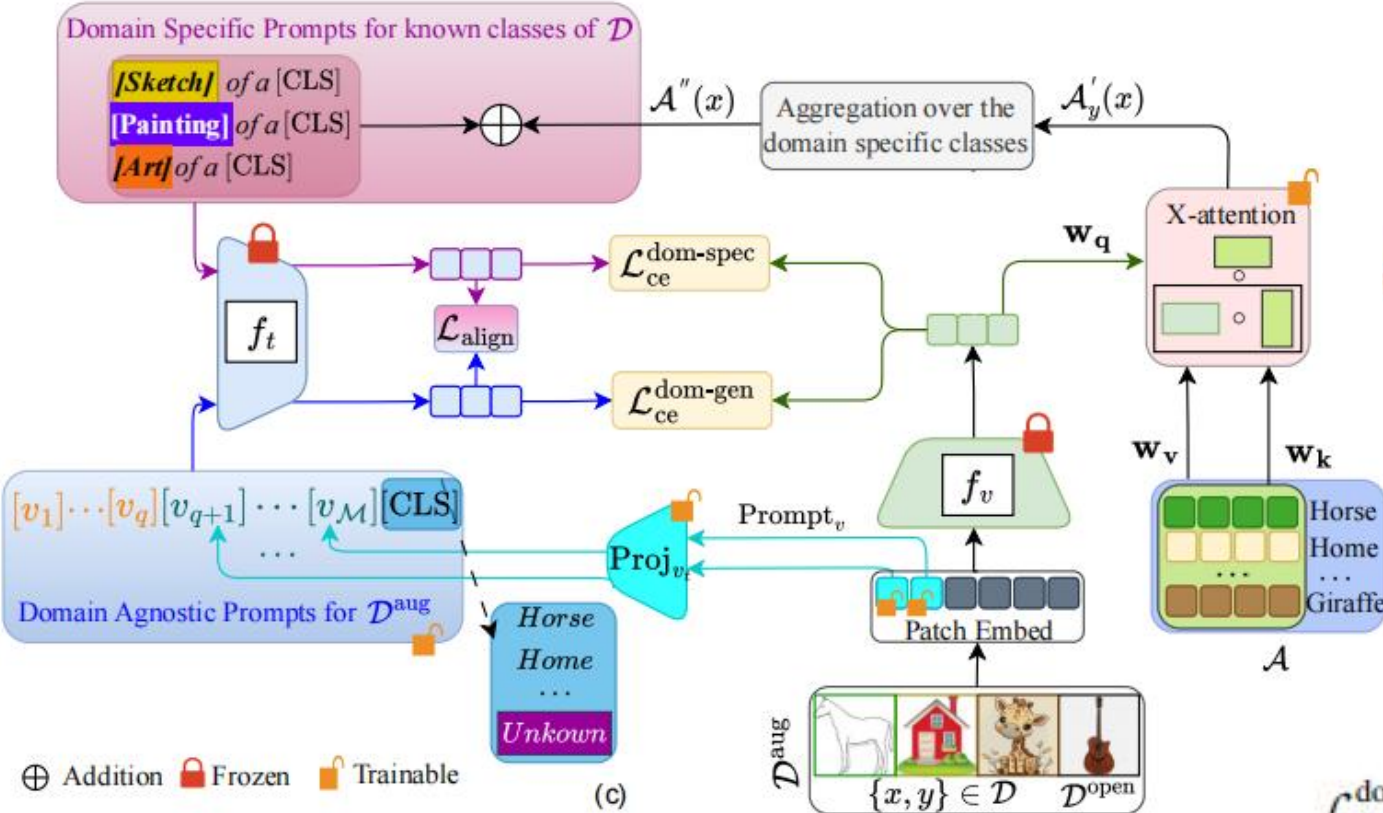 Domain Specific Prompts for known classes of 𝒟
[Sketch] of a [CLS]
[Painting] of a [CLS]
[Art] of a [CLS]
𝒜″(x)
Aggregation over the
domain specific classes
𝒜′_y(x)
X-attention
w_q
f_t
ℒ_ce^dom-spec
ℒ_align
ℒ_ce^dom-gen
w_v
w_k
f_v
[v_1]···[v_q][v_{q+1}]···[v_ℳ][CLS]
...
Domain Agnostic Prompts for 𝒟^aug
Proj_{v_t}
Prompt_v
Patch Embed
Horse
Home
... ...
Giraffe
𝒜
Horse
Home
...
Unkown
𝒟^aug
{x, y} ∈ 𝒟
𝒟^open
⊕ Addition Frozen Trainable
(c)